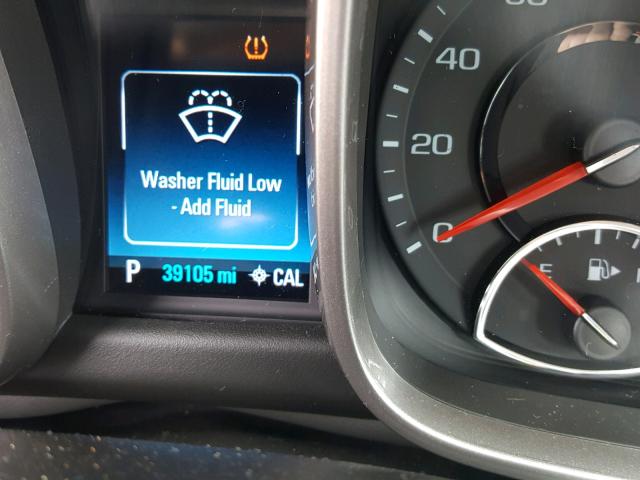 Washer Fluid Low
- Add Fluid
P 39105 mi CAL
40
20
0
E